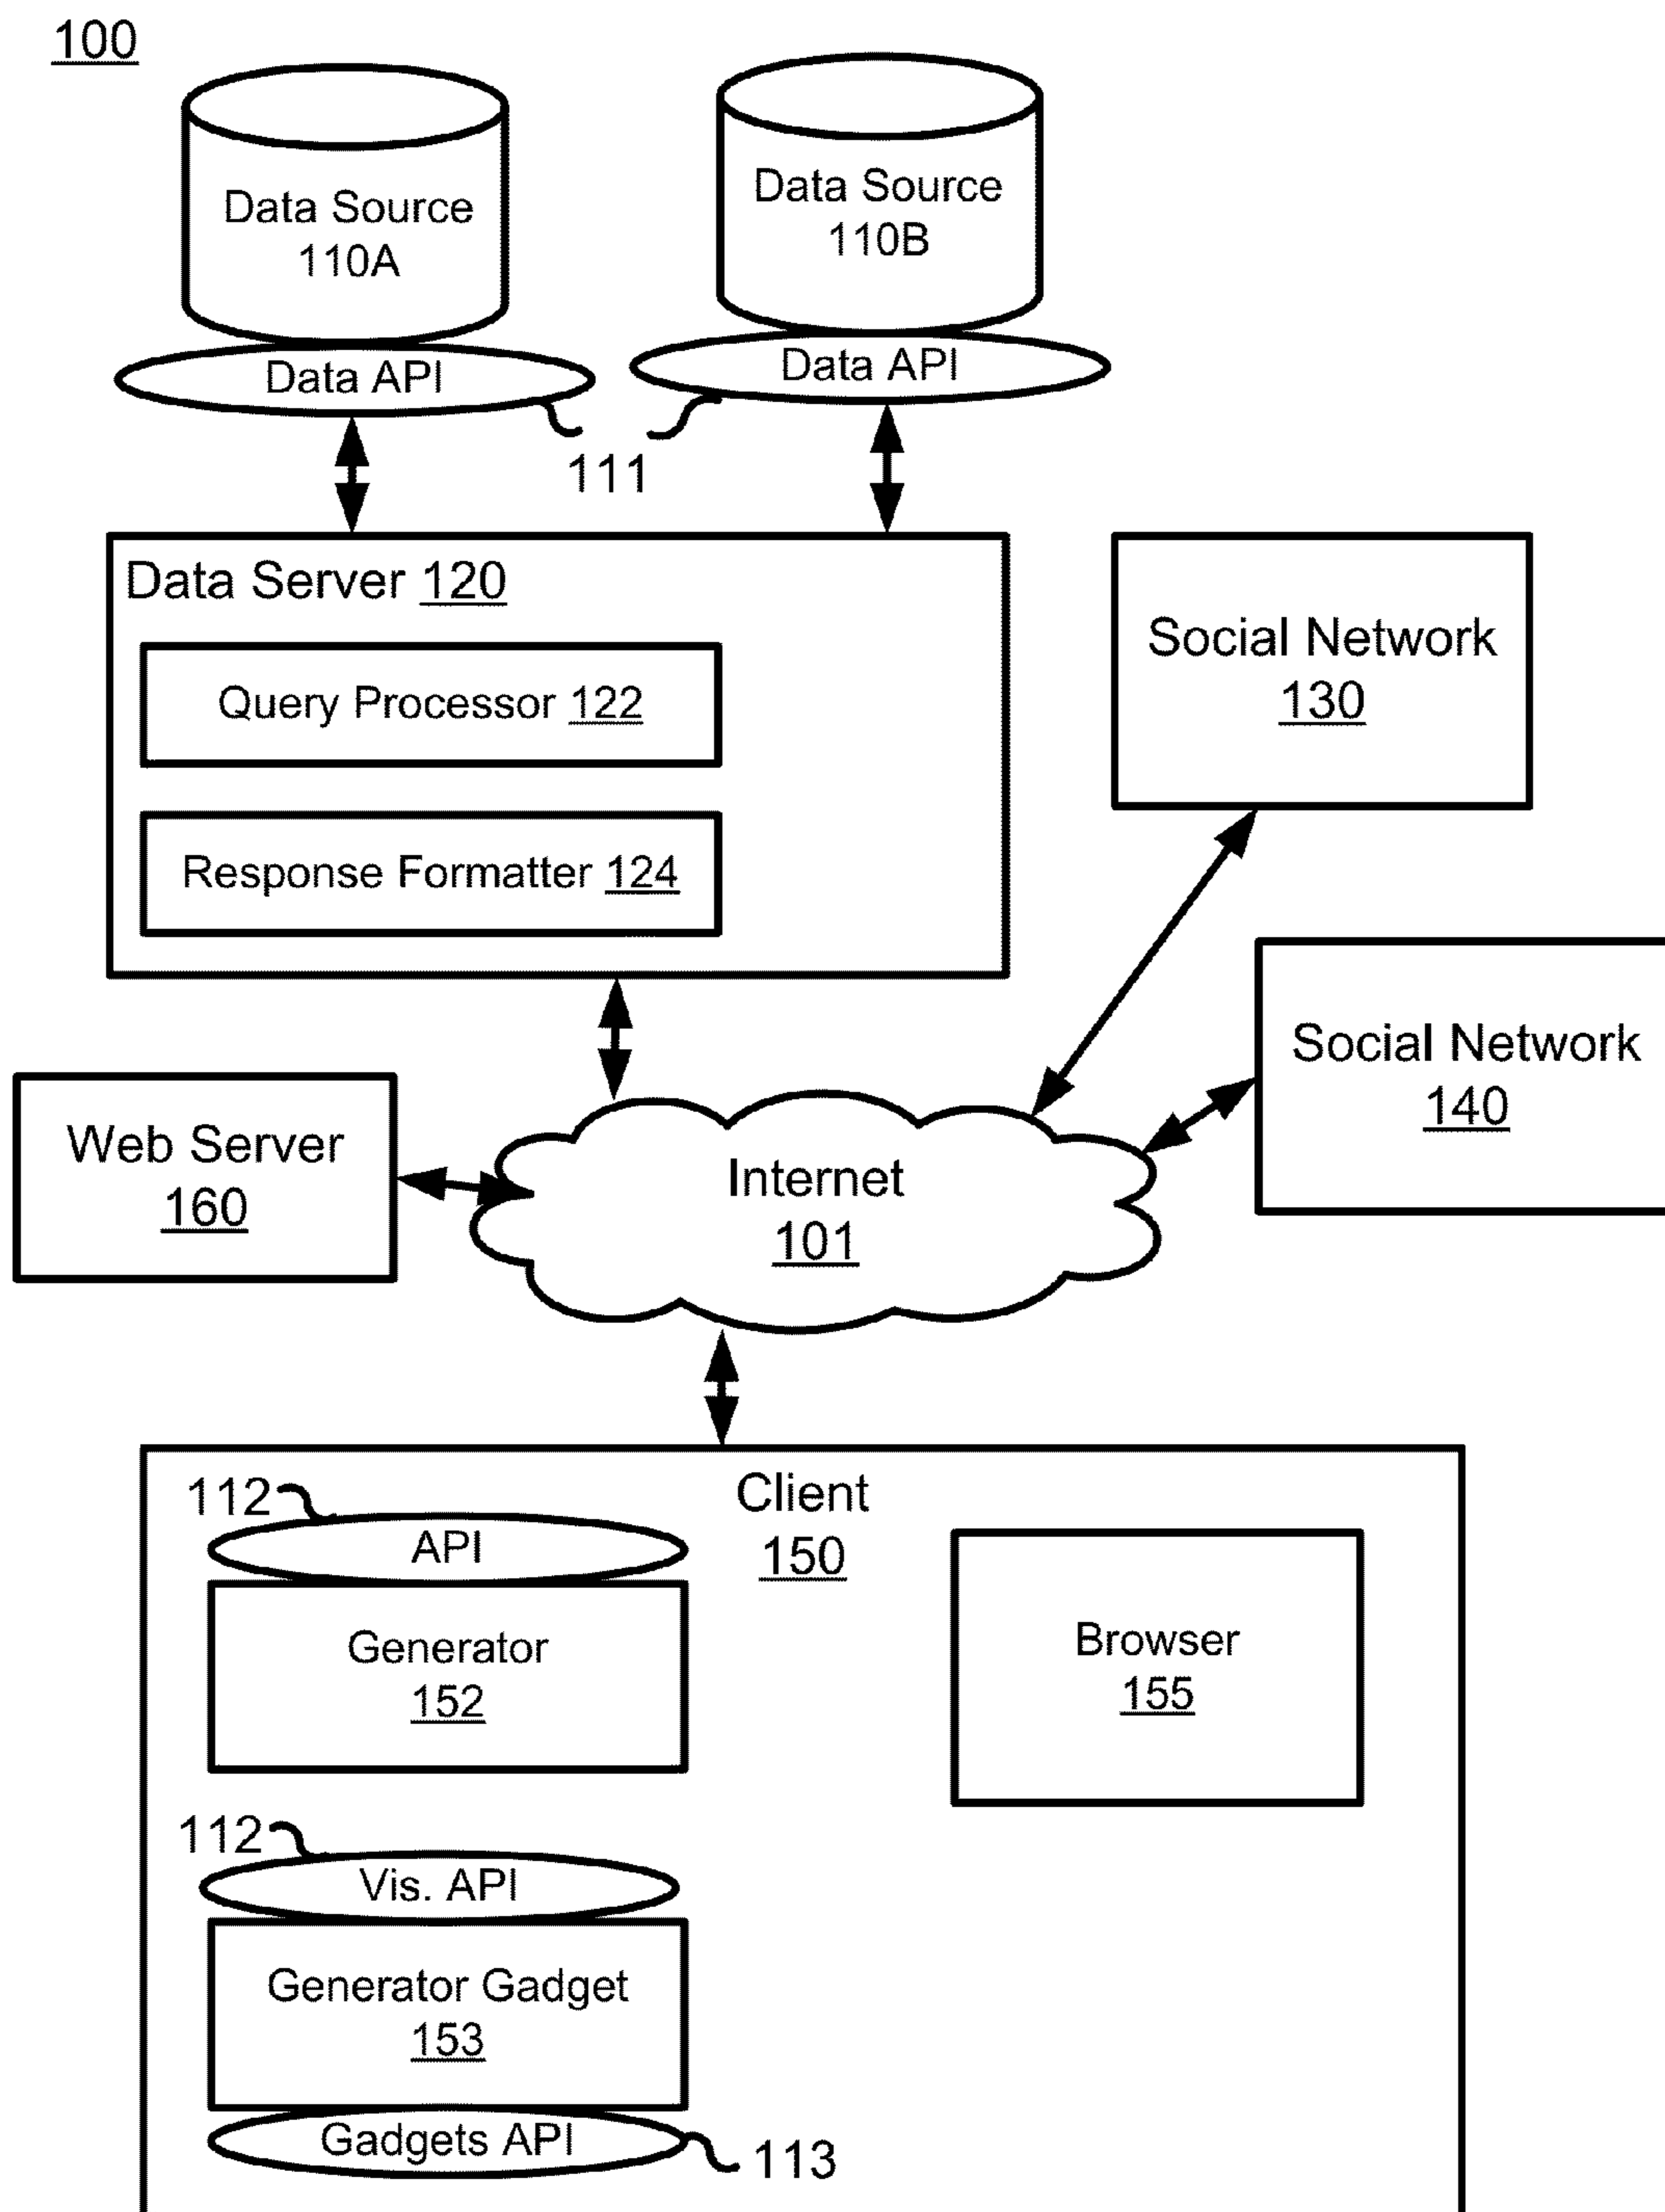 100
Data Source
110A
Data Source
110B
Data API
Data API
111
Data Server 120
Query Processor 122
Response Formatter 124
Social Network
130
Social Network
140
Web Server
160
Internet
101
Client
150
112
API
Generator
152
Browser
155
112
Vis. API
Generator Gadget
153
Gadgets API
113